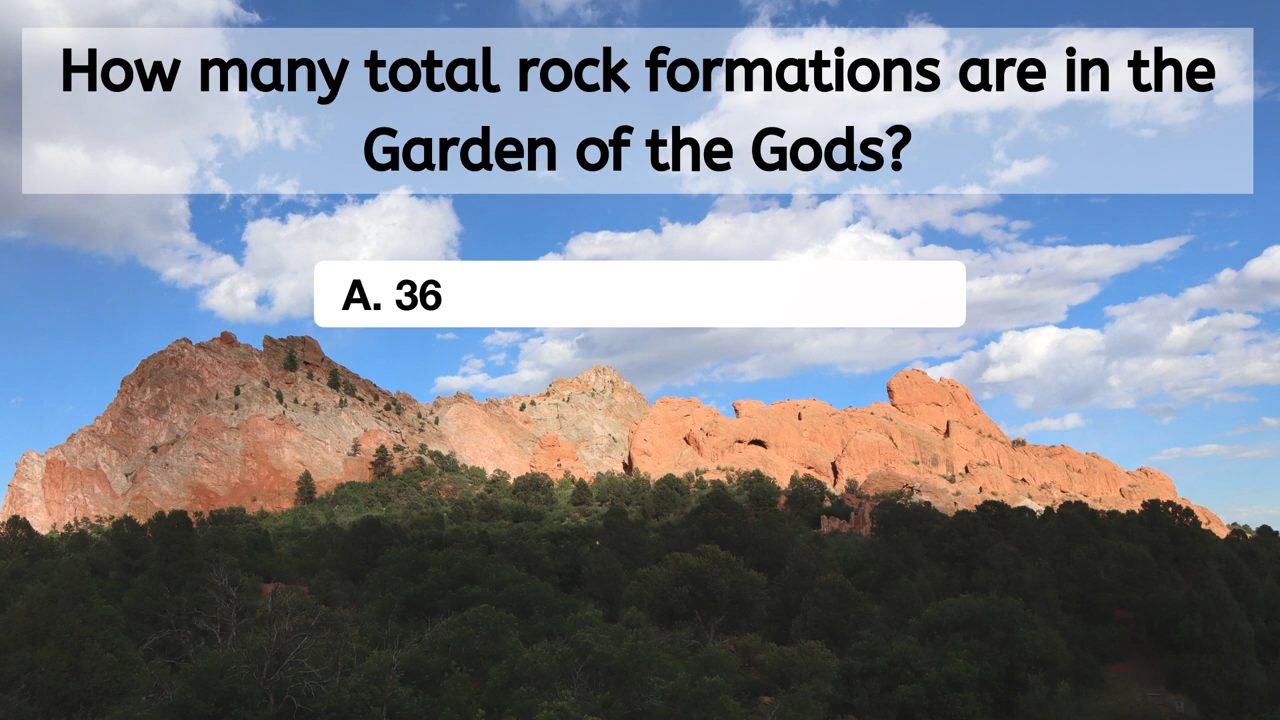 How many total rock formations are in the
Garden of the Gods?
A. 36